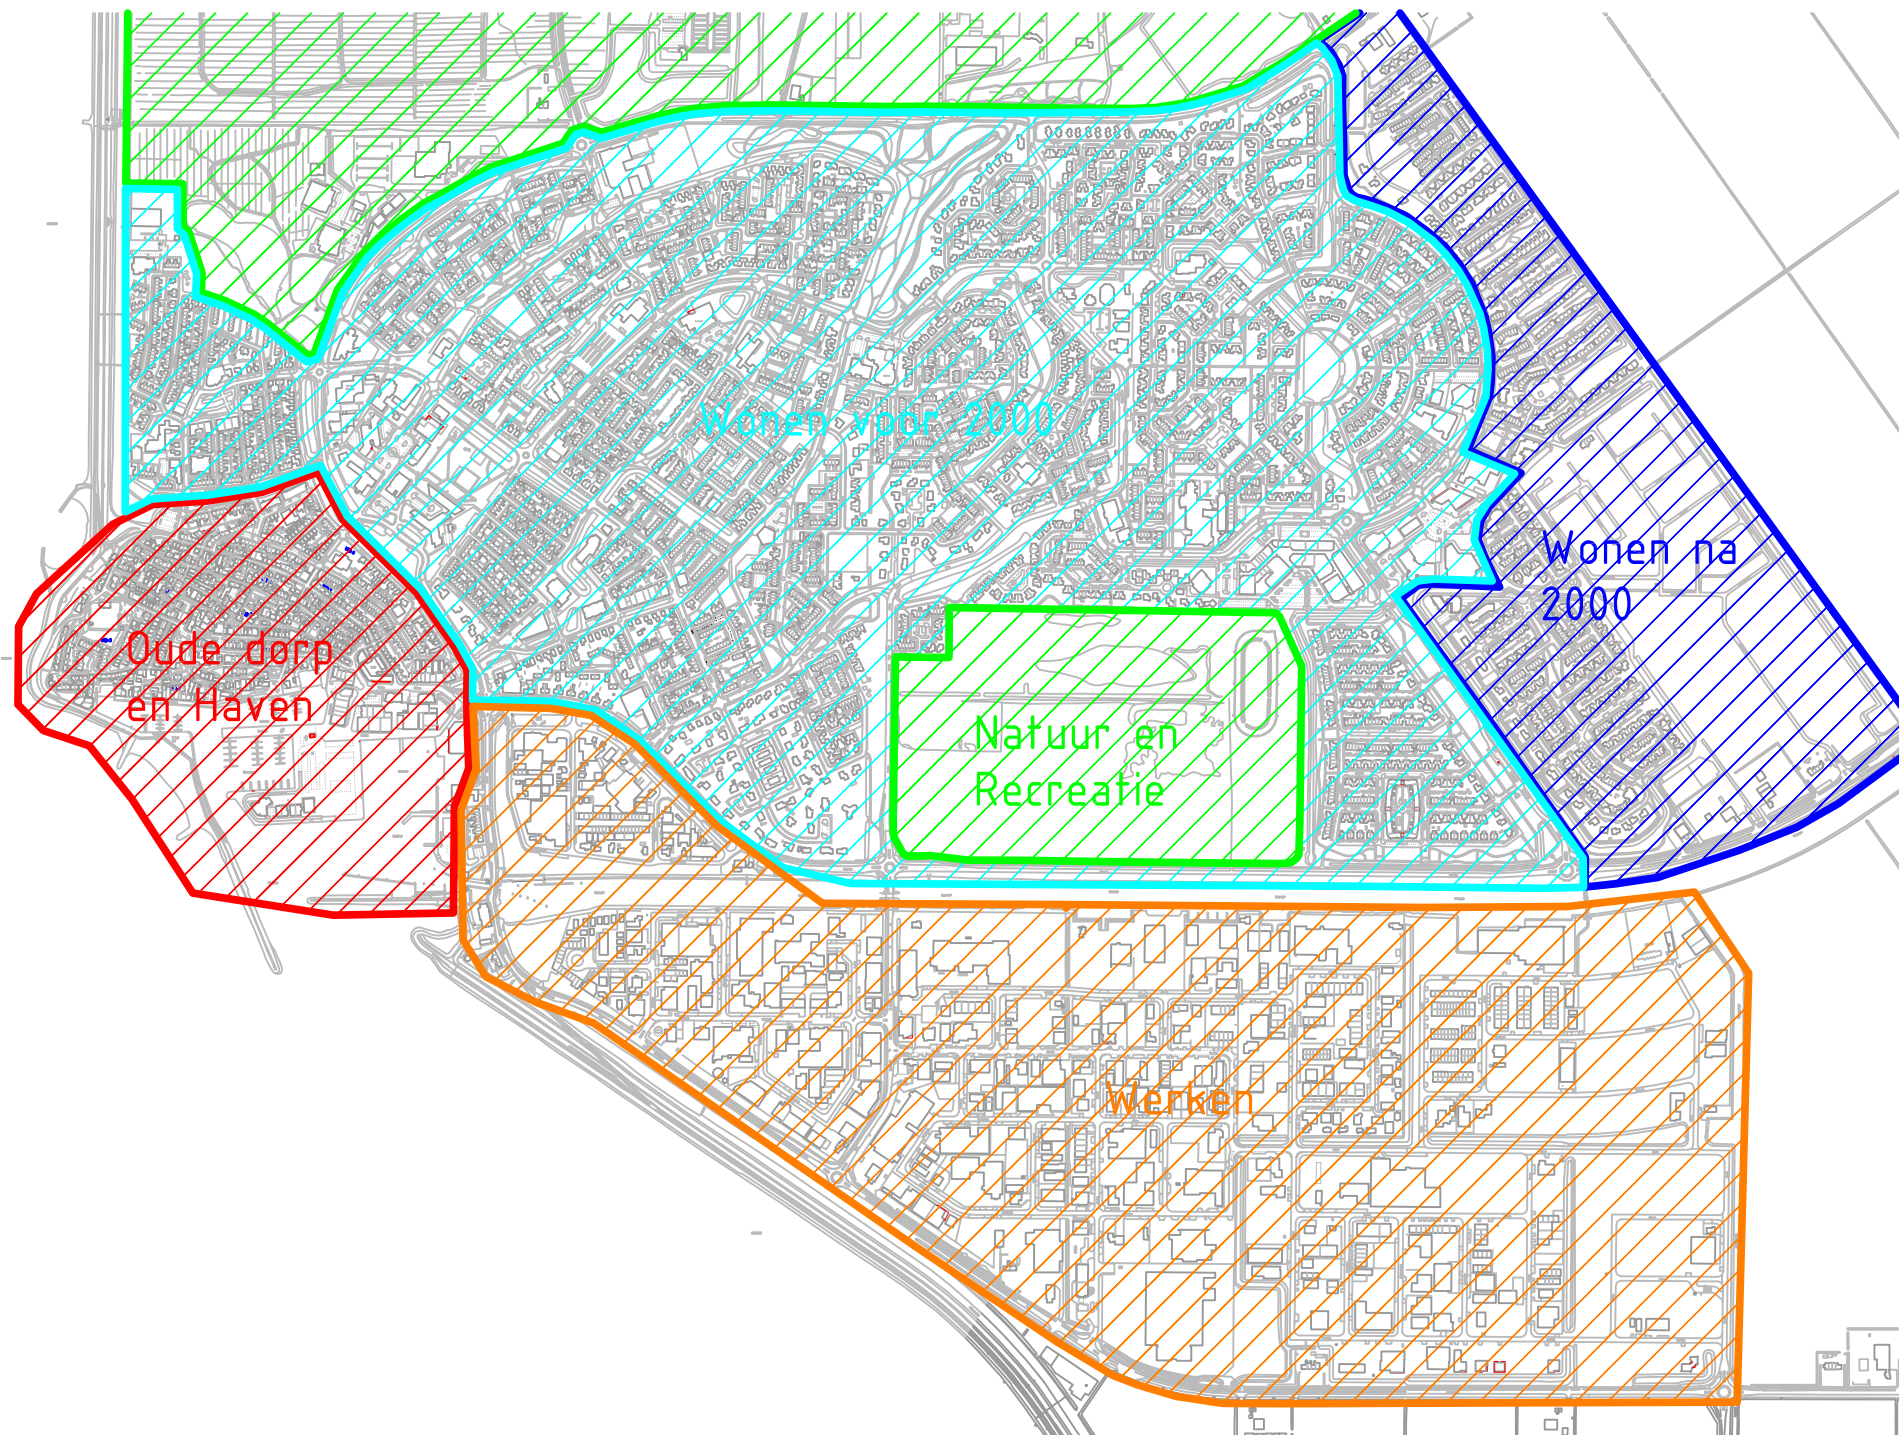 Wonen voor 2000
Wonen na
2000
Oude dorp
en Haven
Natuur en
Recreatie
Werken